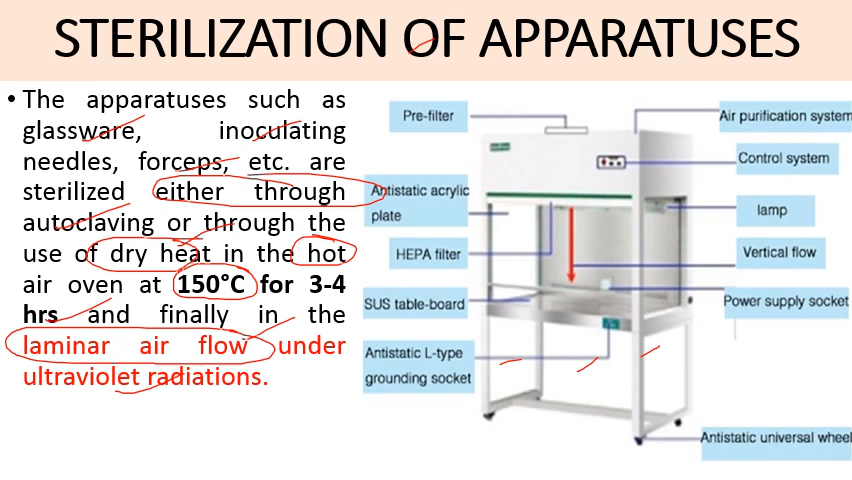 STERILIZATION OF APPARATUSES
• The apparatuses such as
glassware, inoculating
needles, forceps, etc. are
sterilized either through
autoclaving or through the
use of dry heat in the hot
air oven at 150°C for 3-4
hrs and finally in the
laminar air flow under
ultraviolet radiations.
Pre-filter
Antistatic acrylic
plate
HEPA filter
SUS table-board
Antistatic L-type
grounding socket
Air purification system
Control system
lamp
Vertical flow
Power supply socket
Antistatic universal wheel